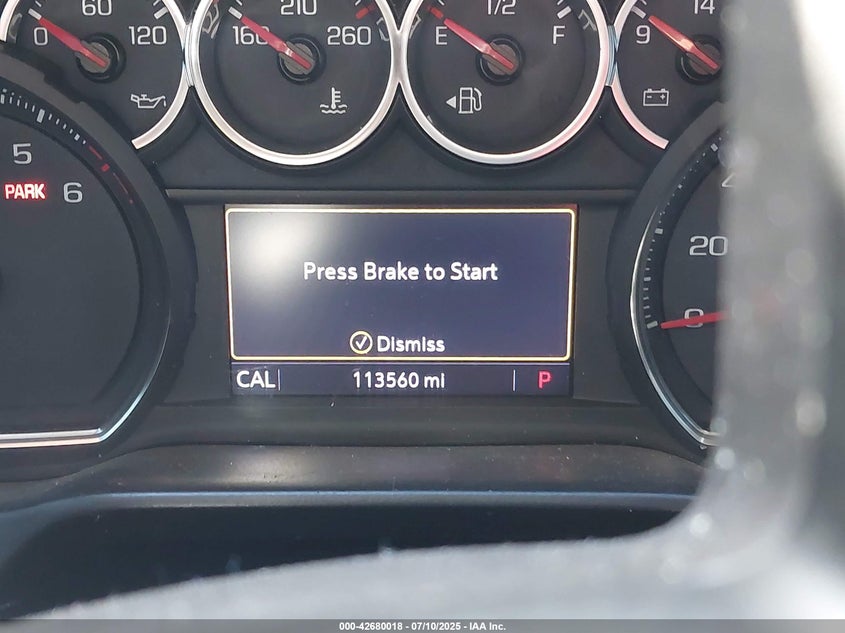 60
0 120
210
160 260
1/2
E F
14
9
5
PARK 6
20
Press Brake to Start
Dismiss
CAL 113560 mi P
000-42680018 - 07/10/2025 - IAA Inc.